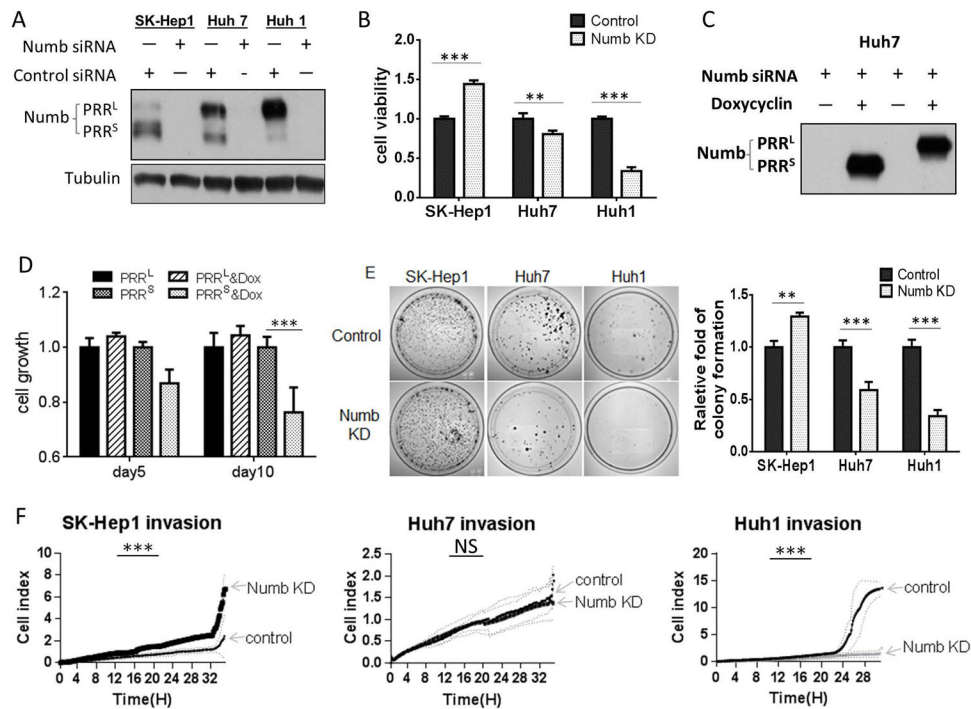 A
SK-Hep1 Huh 7 Huh 1
Numb siRNA — + — + — +
Control siRNA + — + - + —
Numb PRRL
PRRS
Tubulin
B
Control
Numb KD
cell viability
2.0
1.5
1.0
0.5
0.0
*** ** ***
SK-Hep1 Huh7 Huh1
C
Huh7
Numb siRNA + + + +
Doxycyclin — + — +
Numb PRRL
PRRS
D
PRRL PRRL&Dox
PRRS PRRS&Dox
cell growth
1.2
1.0
0.8
0.6
***
day5 day10
E
SK-Hep1 Huh7 Huh1
Control
Numb
KD
Control
Numb KD
Raletive fold of
colony formation
1.5
1.0
0.5
0.0
** *** ***
SK-Hep1 Huh7 Huh1
F
SK-Hep1 invasion
***
Cell index
10
8
6
4
2
0
Numb KD
control
0 4 8 12 16 20 24 28 32
Time(H)
Huh7 invasion
NS
Cell index
2.5
2.0
1.5
1.0
0.5
0.0
control
Numb KD
0 4 8 12 16 20 24 28 32
Time(H)
Huh1 invasion
***
Cell index
20
15
10
5
0
control
Numb KD
0 4 8 12 16 20 24 28
Time(H)